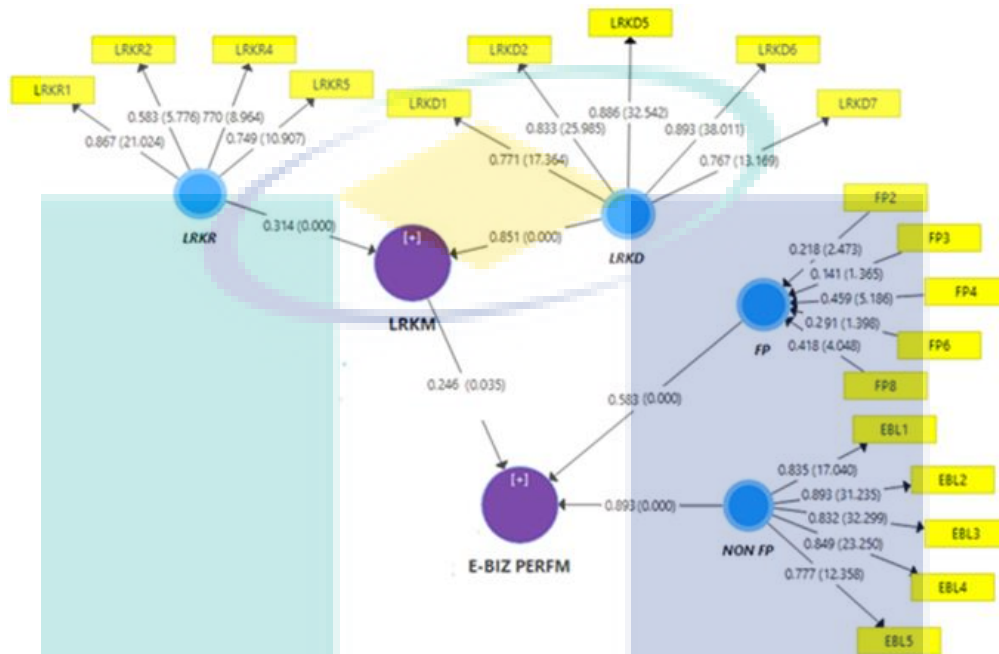 LRKR2
LRKR4
LRKR1
LRKR5
0.583 (5.776)
770 (8.964)
0.867 (21.024)
0.749 (10.907)
LRKR
0.314 (0.000)
LRKD5
LRKD2
LRKD6
LRKD1
LRKD7
0.886 (32.542)
0.833 (25.985)
0.893 (38.011)
0.771 (17.364)
0.767 (13.169)
LRKD
0.851 (0.000)
[+]
LRKM
0.246 (0.035)
FP2
FP3
FP4
FP6
FP8
0.218 (2.473)
0.141 (1.365)
0.459 (5.186)
0.291 (1.398)
0.418 (4.048)
FP
0.583 (0.000)
[+]
E-BIZ PERFM
0.893 (0.000)
NON FP
EBL1
EBL2
EBL3
EBL4
EBL5
0.835 (17.040)
0.893 (31.235)
0.832 (32.299)
0.849 (23.250)
0.777 (12.358)